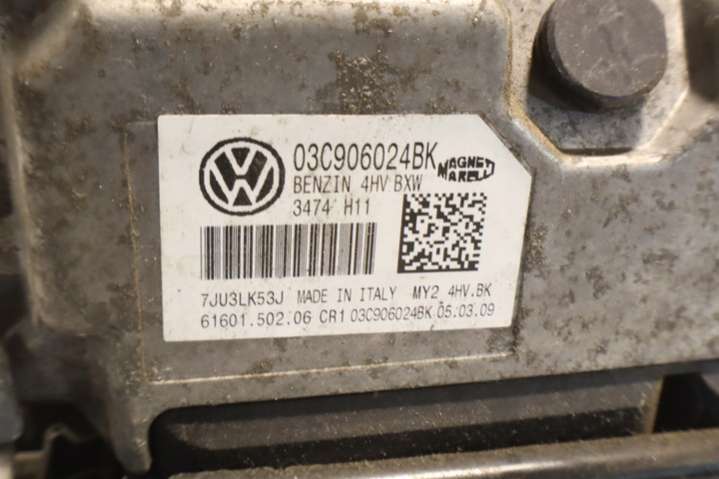 03C906024BK
MAGNETI
MARELLI
BENZIN 4HV BXW
3474 H11
7JU3LK53J MADE IN ITALY MY2 4HV.BK
61601.502.06 CR1 03C906024BK 05.03.09